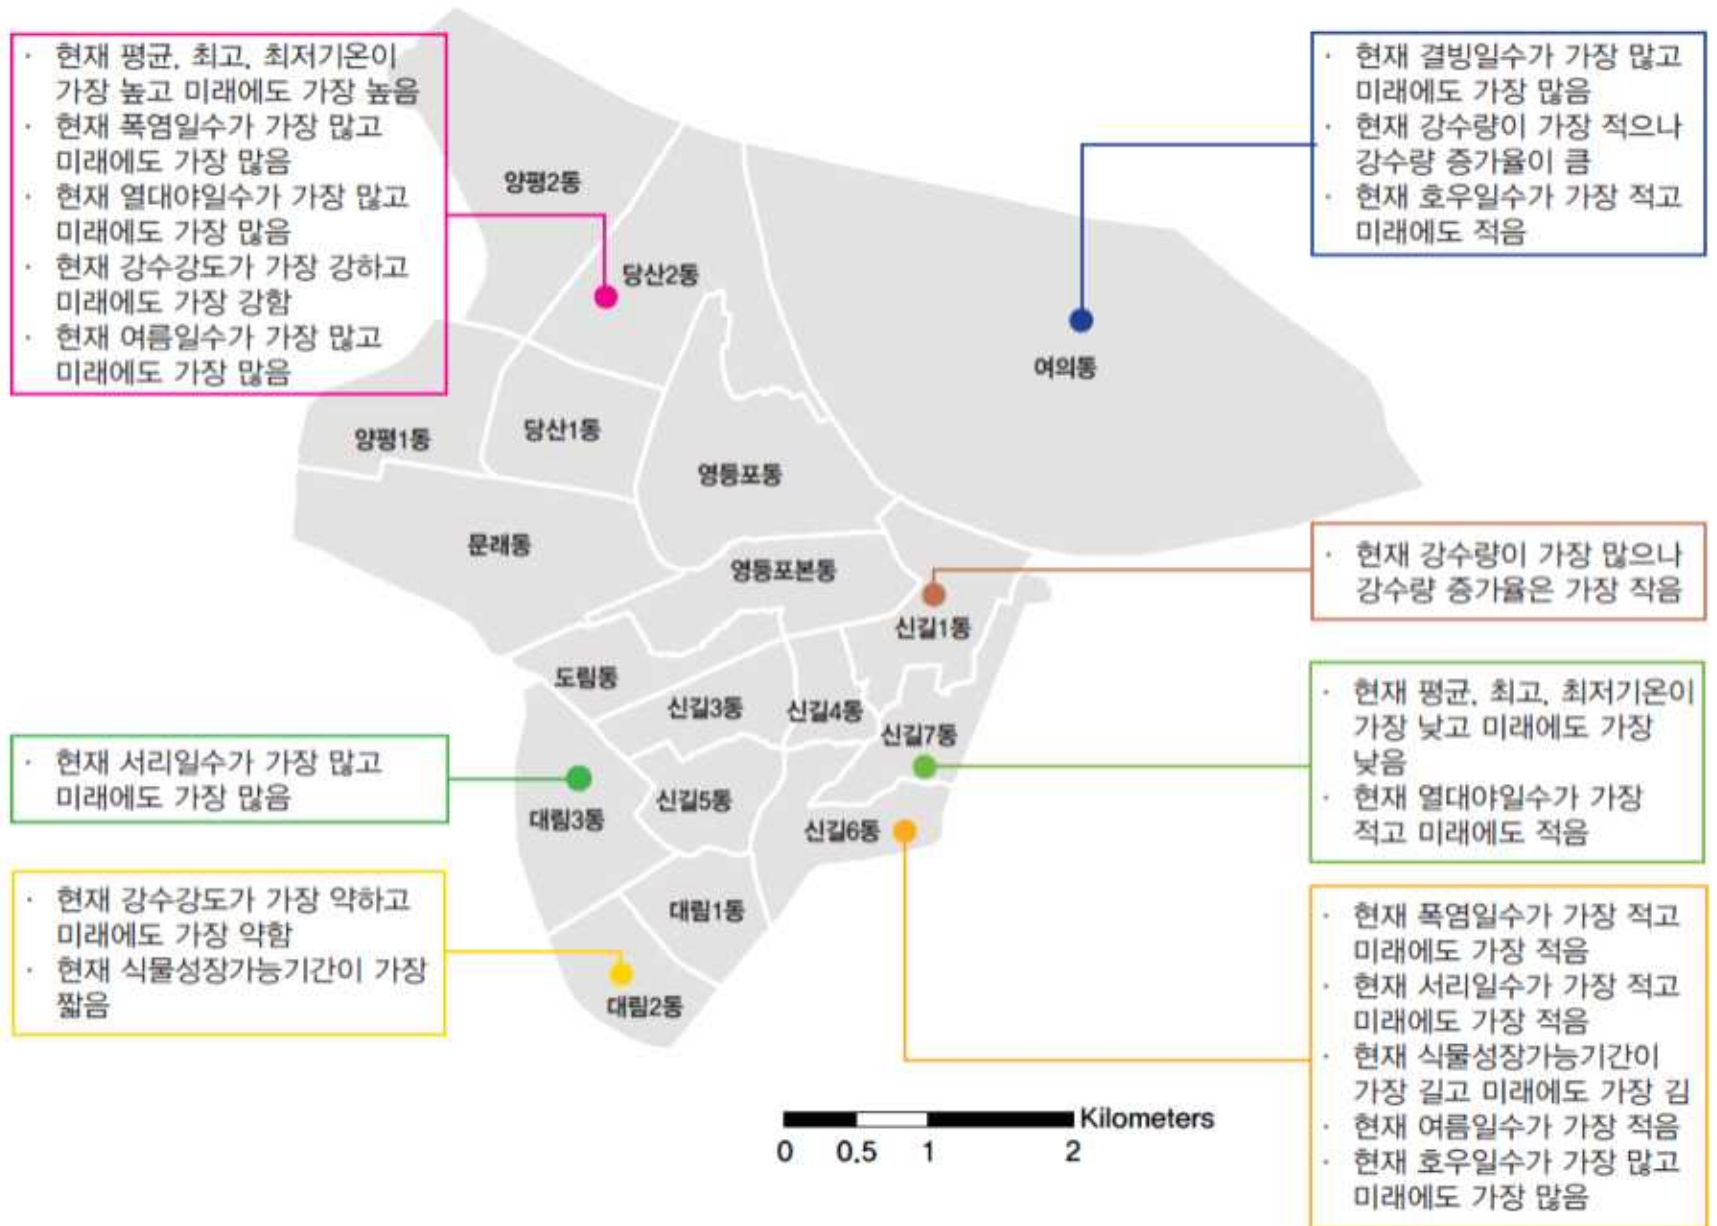 · 현재 평균, 최고, 최저기온이
가장 높고 미래에도 가장 높음
· 현재 폭염일수가 가장 많고
미래에도 가장 많음
· 현재 열대야일수가 가장 많고
미래에도 가장 많음
· 현재 강수강도가 가장 강하고
미래에도 가장 강함
· 현재 여름일수가 가장 많고
미래에도 가장 많음
· 현재 결빙일수가 가장 많고
미래에도 가장 많음
· 현재 강수량이 가장 적으나
강수량 증가율이 큼
· 현재 호우일수가 가장 적고
미래에도 적음
양평2동
당산2동
여의동
양평1동
당산1동
영등포동
문래동
영등포본동
신길1동
· 현재 강수량이 가장 많으나
강수량 증가율은 가장 작음
도림동
신길3동
신길4동
신길7동
· 현재 평균, 최고, 최저기온이
가장 낮고 미래에도 가장
낮음
· 현재 열대야일수가 가장
적고 미래에도 적음
· 현재 서리일수가 가장 많고
미래에도 가장 많음
대림3동
신길5동
신길6동
· 현재 강수강도가 가장 약하고
미래에도 가장 약함
· 현재 식물성장가능기간이 가장
짧음
대림1동
대림2동
· 현재 폭염일수가 가장 적고
미래에도 가장 적음
· 현재 서리일수가 가장 적고
미래에도 가장 적음
· 현재 식물성장가능기간이
가장 길고 미래에도 가장 김
· 현재 여름일수가 가장 적음
· 현재 호우일수가 가장 많고
미래에도 가장 많음
Kilometers
0 0.5 1 2